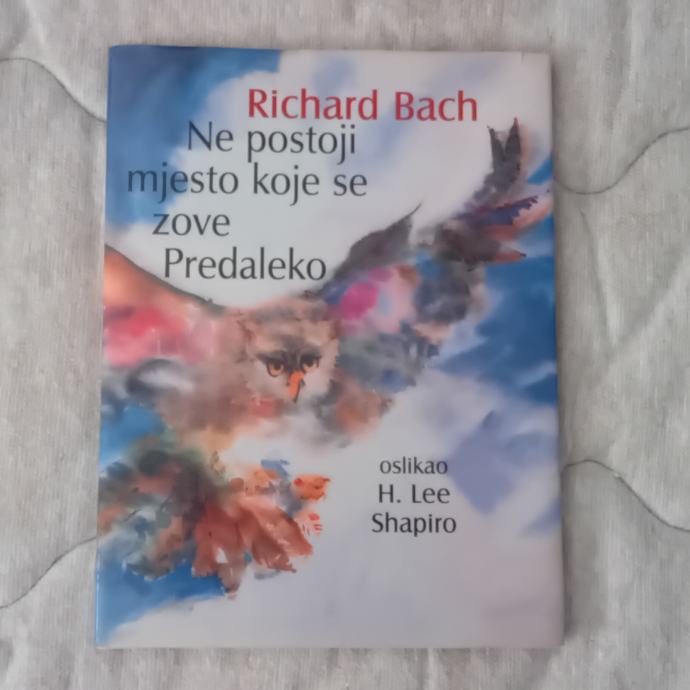 Richard Bach
Ne postoji
mjesto koje se
zove
Predaleko
oslikao
H. Lee
Shapiro